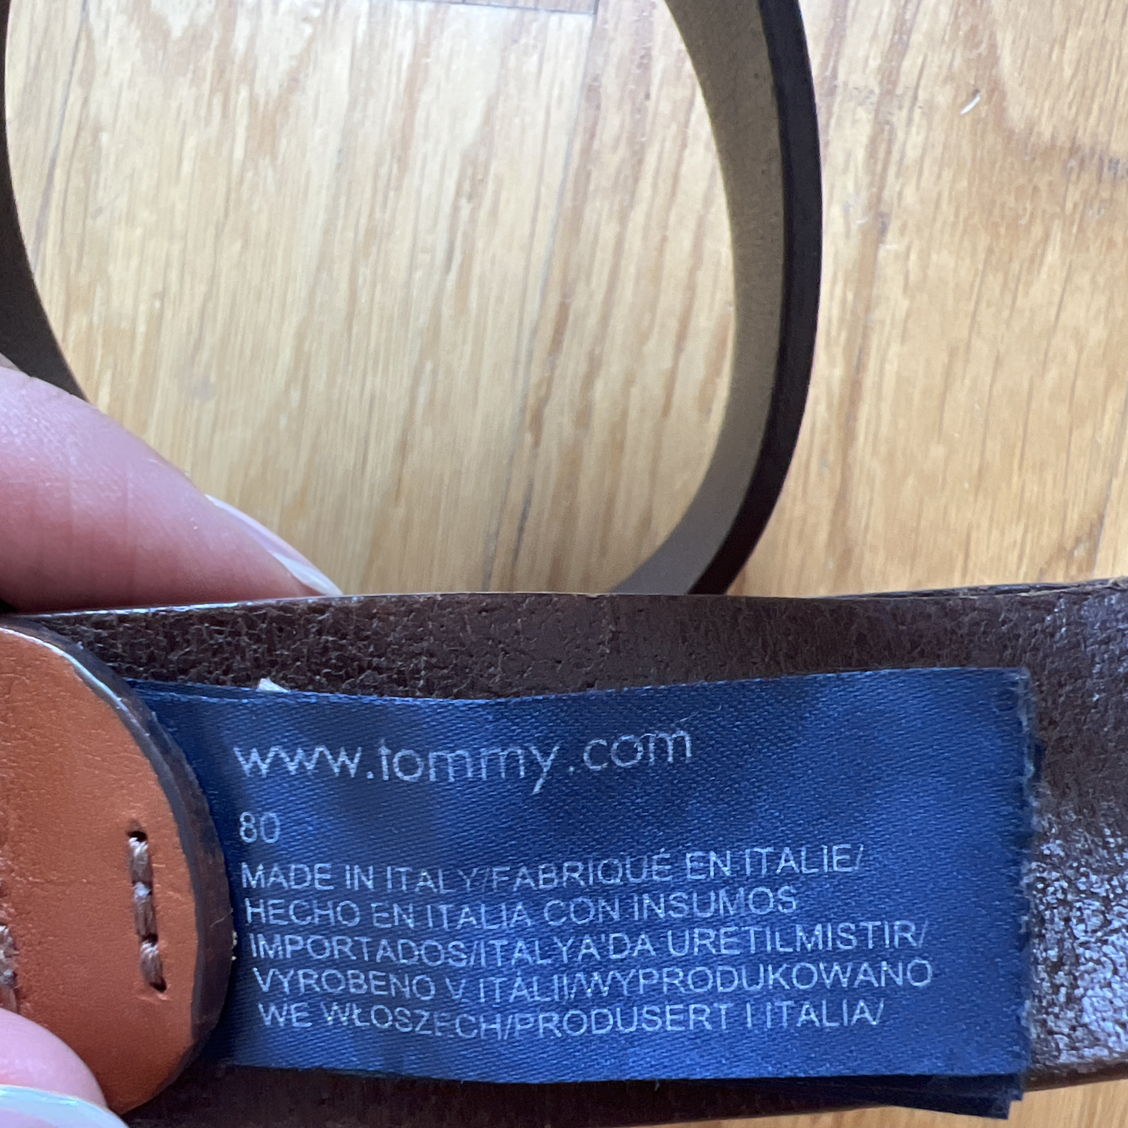 www.tommy.com
80
MADE IN ITALY/FABRIQUÉ EN ITALIE/
HECHO EN ITALIA CON INSUMOS
IMPORTADOS/ITALYA'DA URETILMISTIR/
VYROBENO V ITÁLII/WYPRODUKOWANO
WE WŁOSZECH/PRODUSERT I ITALIA/